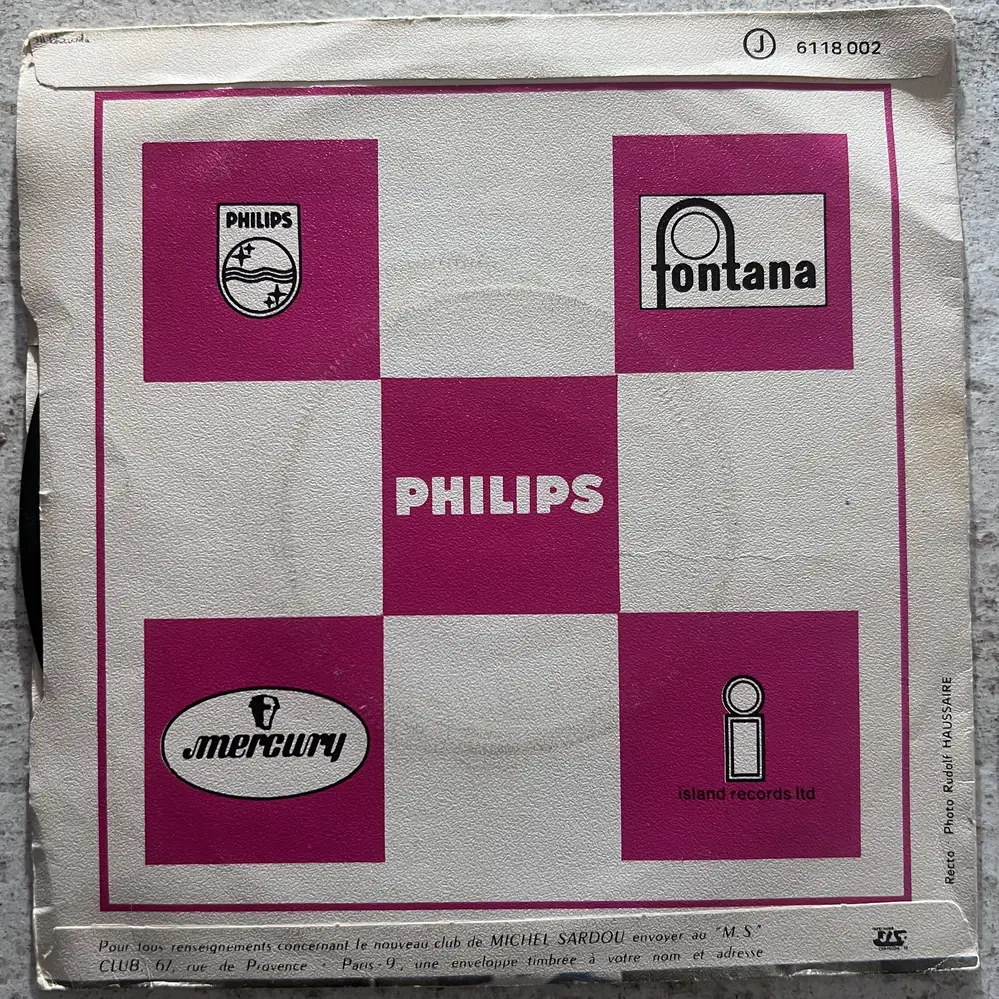 J 6118 002
PHILIPS
fontana
PHILIPS
mercury
island records ltd
Recto Photo Rudolf HAUSSAIRE
Pour tous renseignements concernant le nouveau club de MICHEL SARDOU envoyer au "M.S"
CLUB, 67, rue de Provence - Paris-9e, une enveloppe timbrée à votre nom et adresse